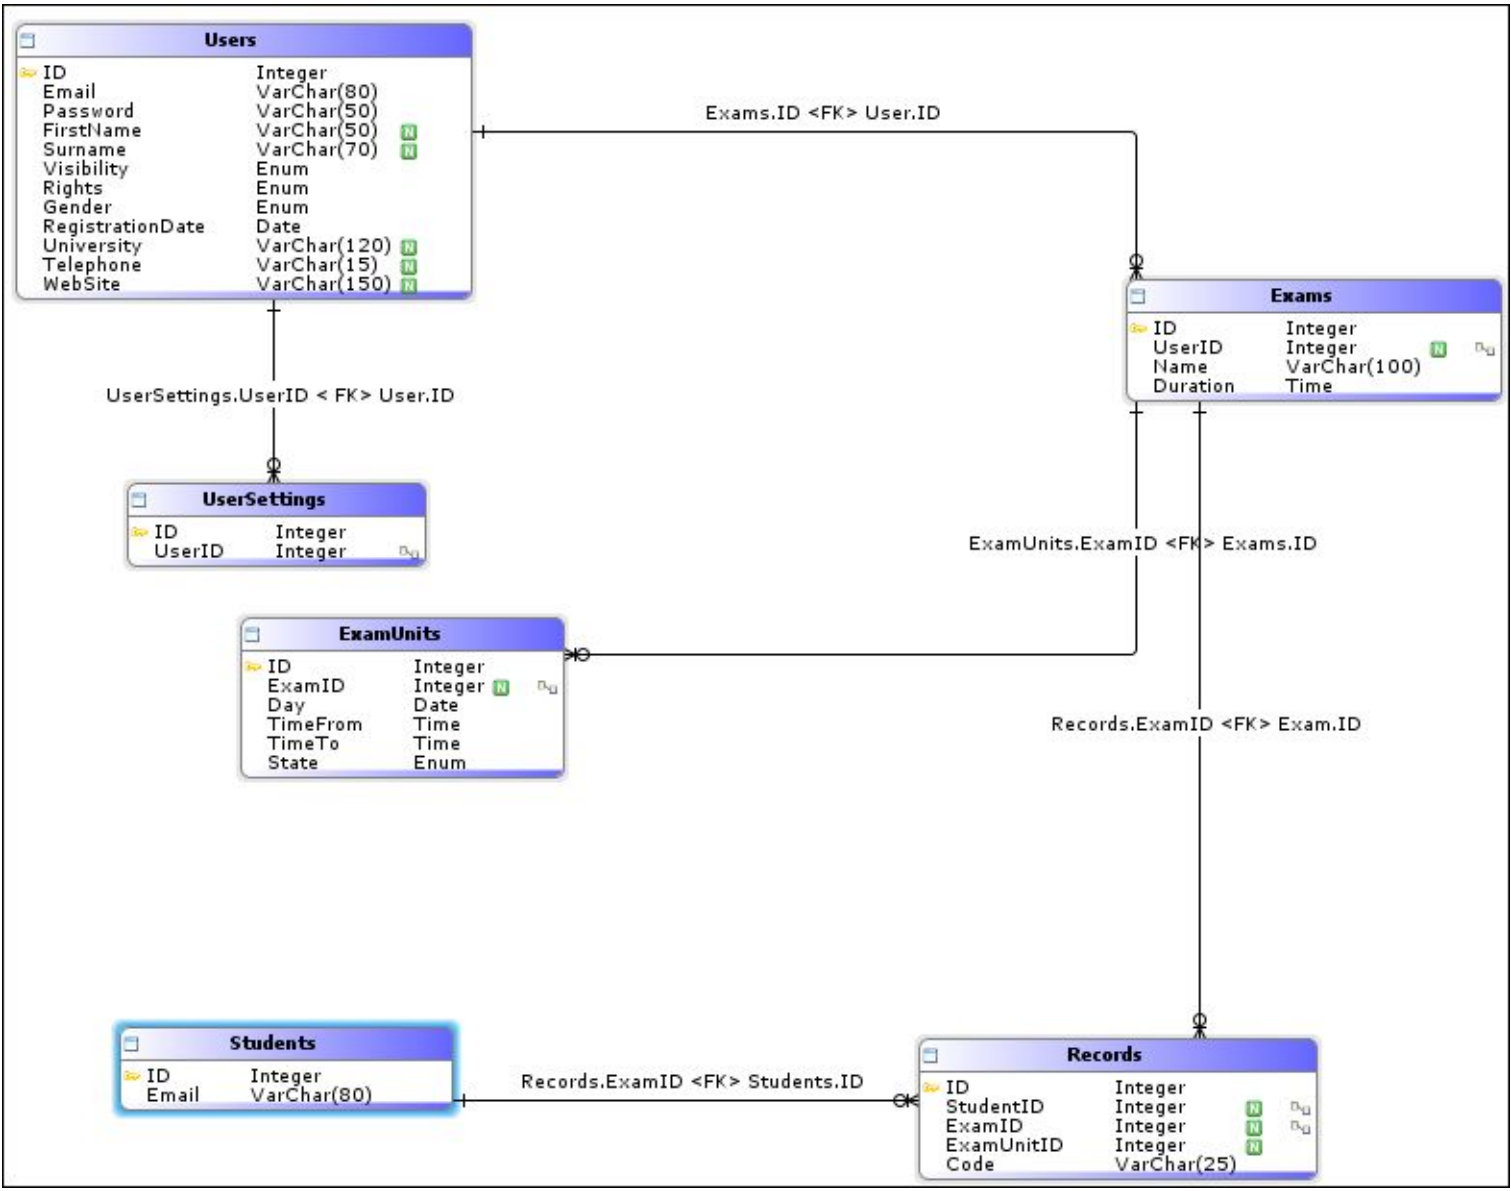 Users
ID Integer
Email VarChar(80)
Password VarChar(50)
FirstName VarChar(50) N
Surname VarChar(70) N
Visibility Enum
Rights Enum
Gender Enum
RegistrationDate Date
University VarChar(120) N
Telephone VarChar(15) N
WebSite VarChar(150) N
Exams.ID <FK> User.ID
Exams
ID Integer
UserID Integer N
Name VarChar(100)
Duration Time
UserSettings.UserID < FK> User.ID
UserSettings
ID Integer
UserID Integer
ExamUnits.ExamID <FK> Exams.ID
ExamUnits
ID Integer
ExamID Integer N
Day Date
TimeFrom Time
TimeTo Time
State Enum
Records.ExamID <FK> Exam.ID
Students
ID Integer
Email VarChar(80)
Records.ExamID <FK> Students.ID
Records
ID Integer
StudentID Integer N
ExamID Integer N
ExamUnitID Integer N
Code VarChar(25)